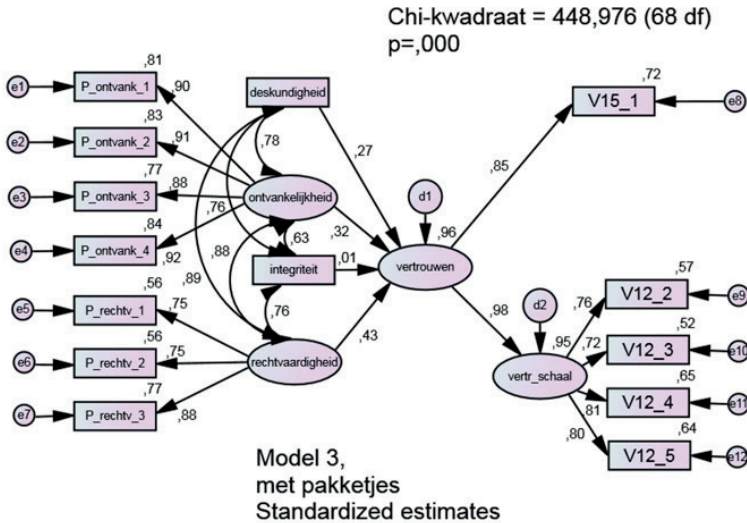 Chi-kwadraat = 448,976 (68 df)
p=,000
e1
,81
P_ontvank_1
,90
e2
,83
P_ontvank_2
,91
e3
,77
P_ontvank_3
,88
e4
,84
P_ontvank_4
,92
e5
,56
P_rechtv_1
,75
e6
,56
P_rechtv_2
,75
e7
,77
P_rechtv_3
,88
deskundigheid
,78
ontvankelijkheid
,76
,88
,63
,89
integriteit
,76
rechtvaardigheid
,27
,32
,01
,43
d1
,96
vertrouwen
,85
,72
V15_1
e8
,98
d2
,95
vertr_schaal
,76
,57
V12_2
e9
,72
,52
V12_3
e10
,81
,65
V12_4
e11
,80
,64
V12_5
e12
Model 3,
met pakketjes
Standardized estimates